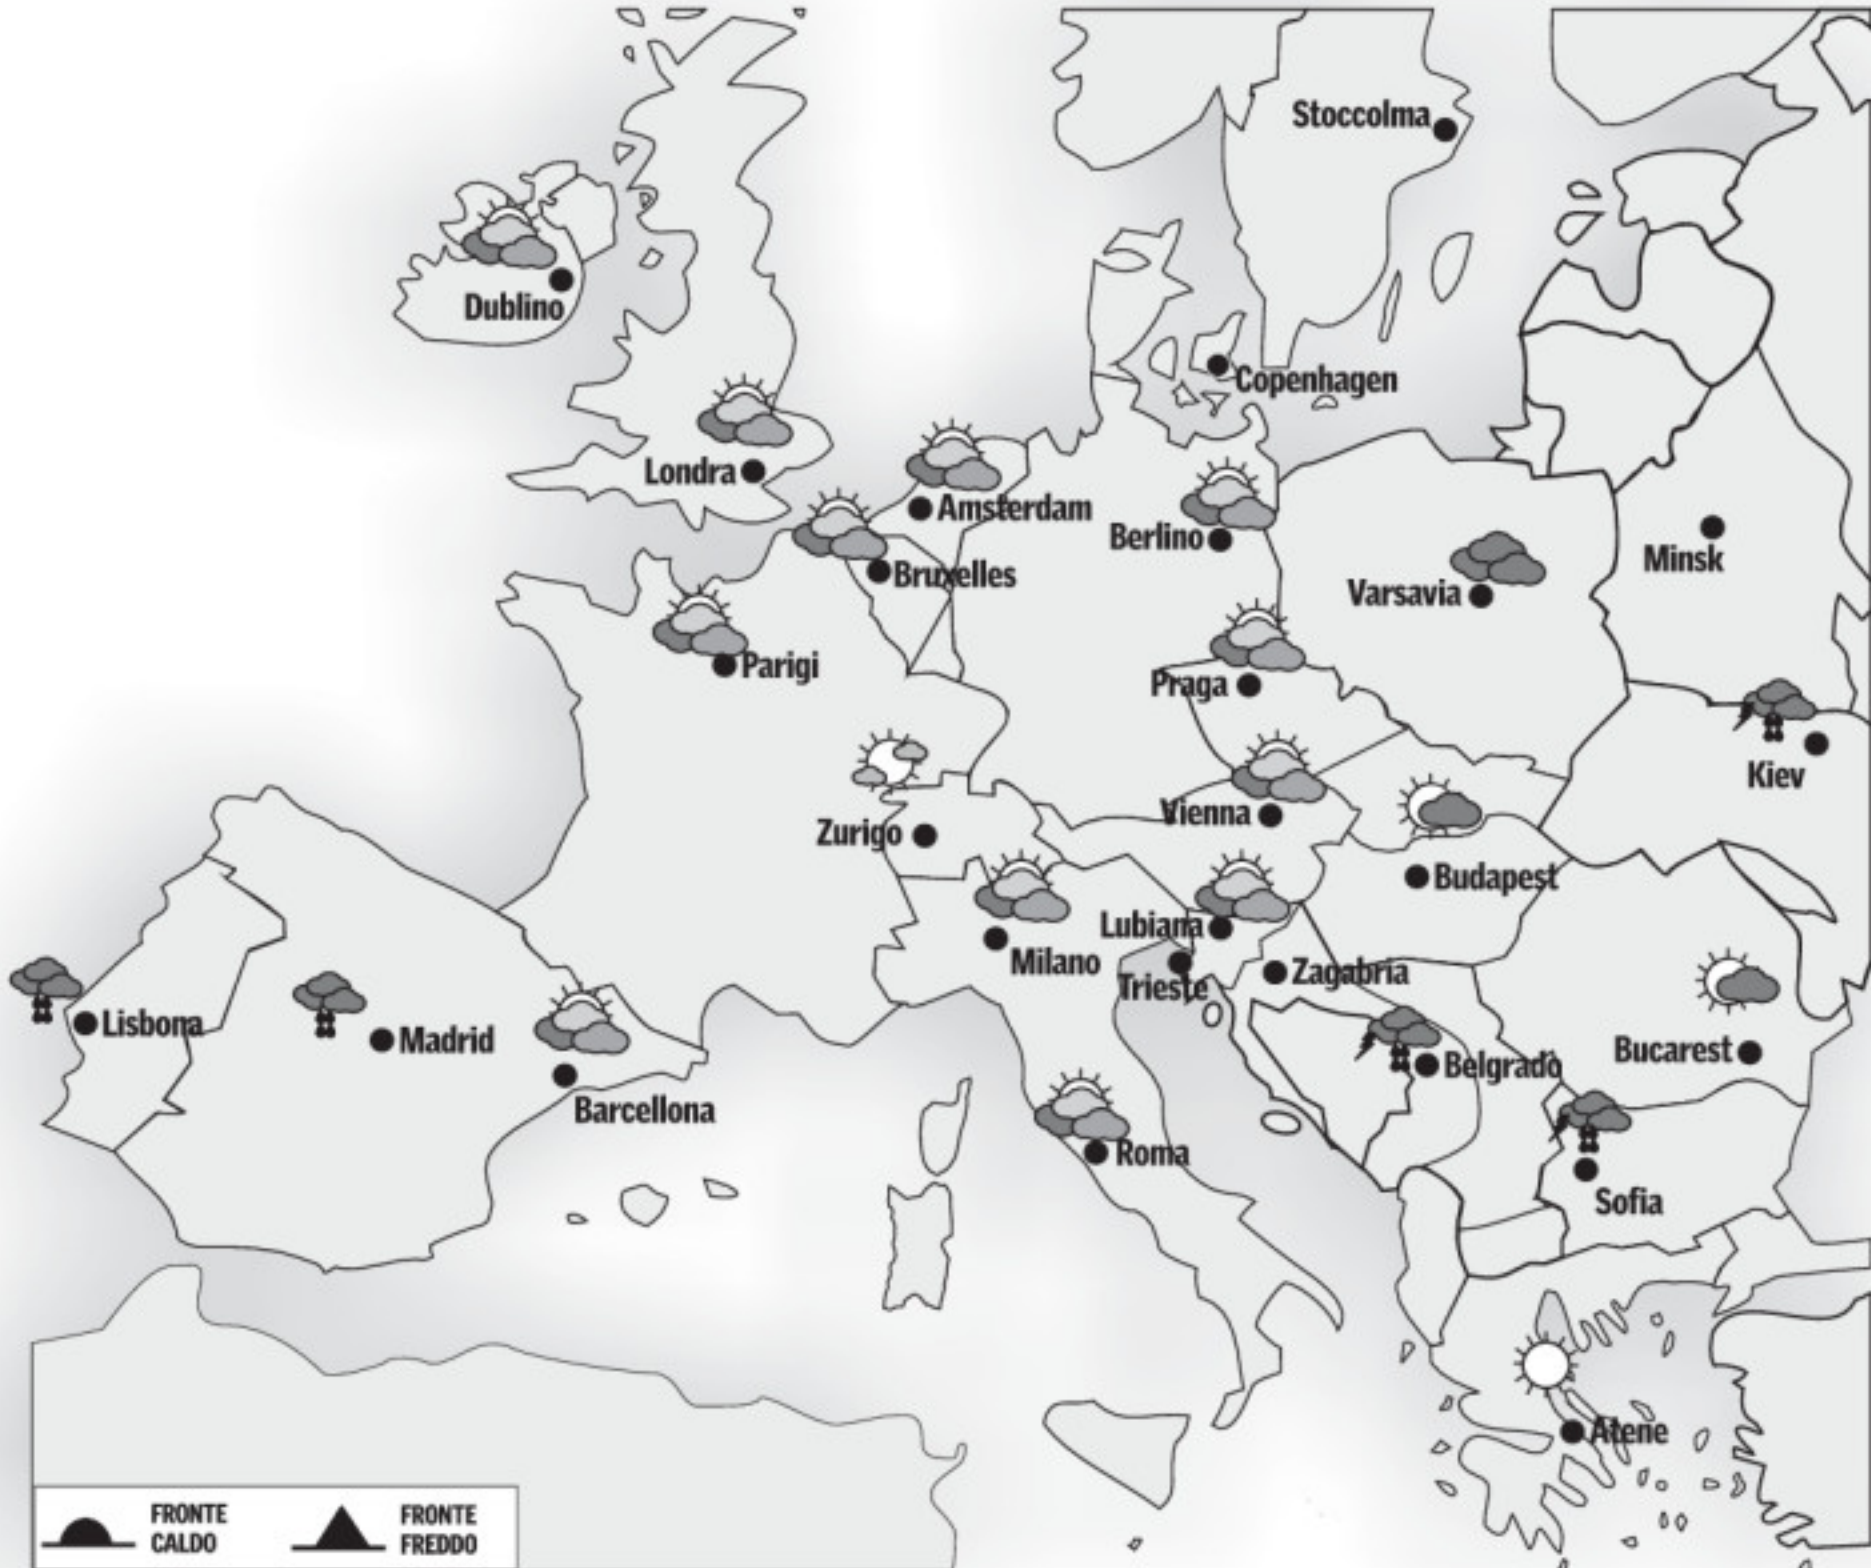 Stoccolma
Dublino
Copenhagen
Londra
Amsterdam
Berlino
Minsk
Bruxelles
Varsavia
Parigi
Praga
Kiev
Vienna
Zurigo
Budapest
Lubiana
Milano
Zagabria
Trieste
Lisbona
Madrid
Bucarest
Belgrado
Barcellona
Roma
Sofia
Atene
FRONTE
CALDO
FRONTE
FREDDO